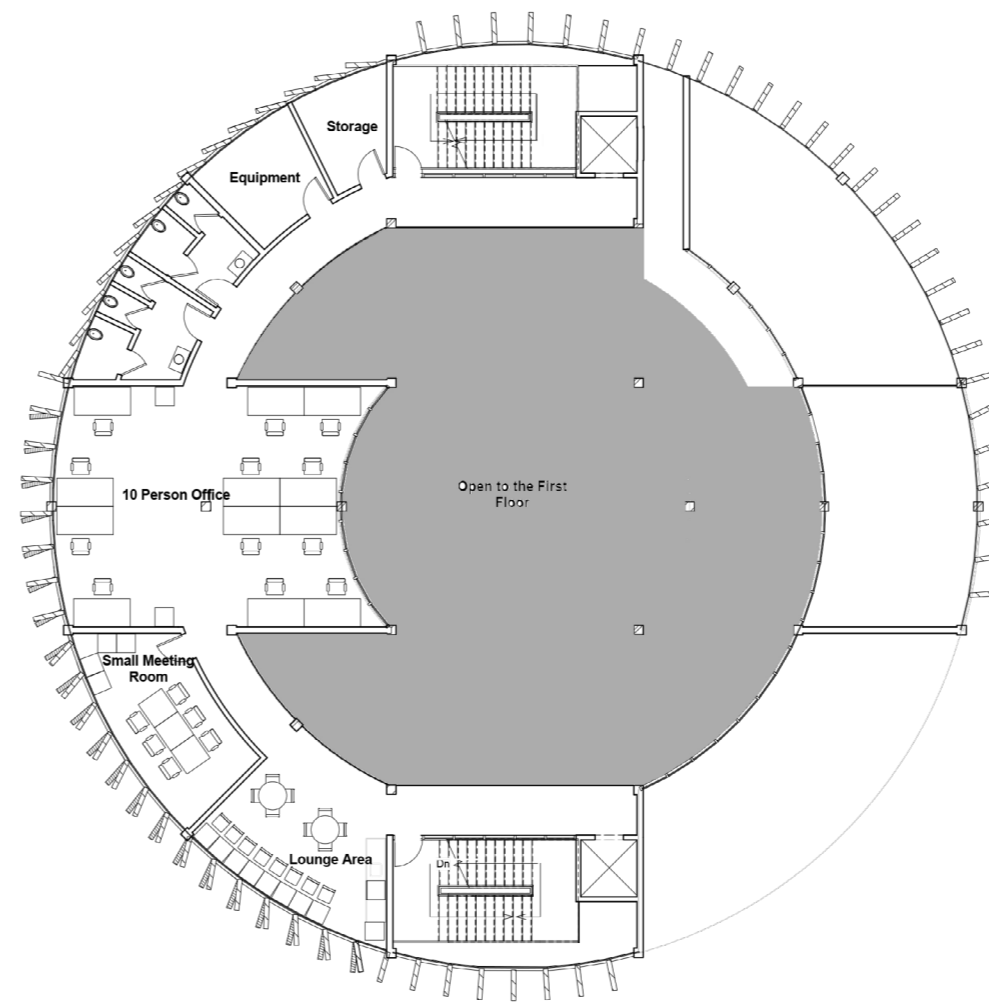 Storage
Equipment
10 Person Office
Open to the First
Floor
Small Meeting
Room
Lounge Area
Dn